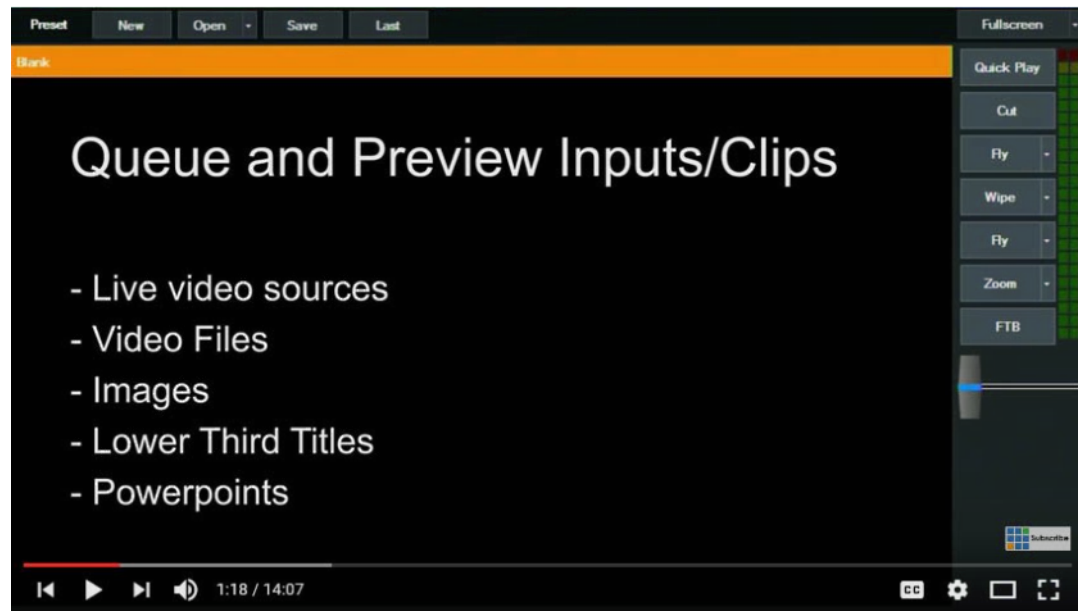 Preset New Open Save Last Fullscreen
Blank
Quick Play
Cut
Queue and Preview Inputs/Clips
Fly
Wipe
Fly
- Live video sources
Zoom
- Video Files
FTB
- Images
- Lower Third Titles
- Powerpoints
Subscribe
1:18 / 14:07
CC